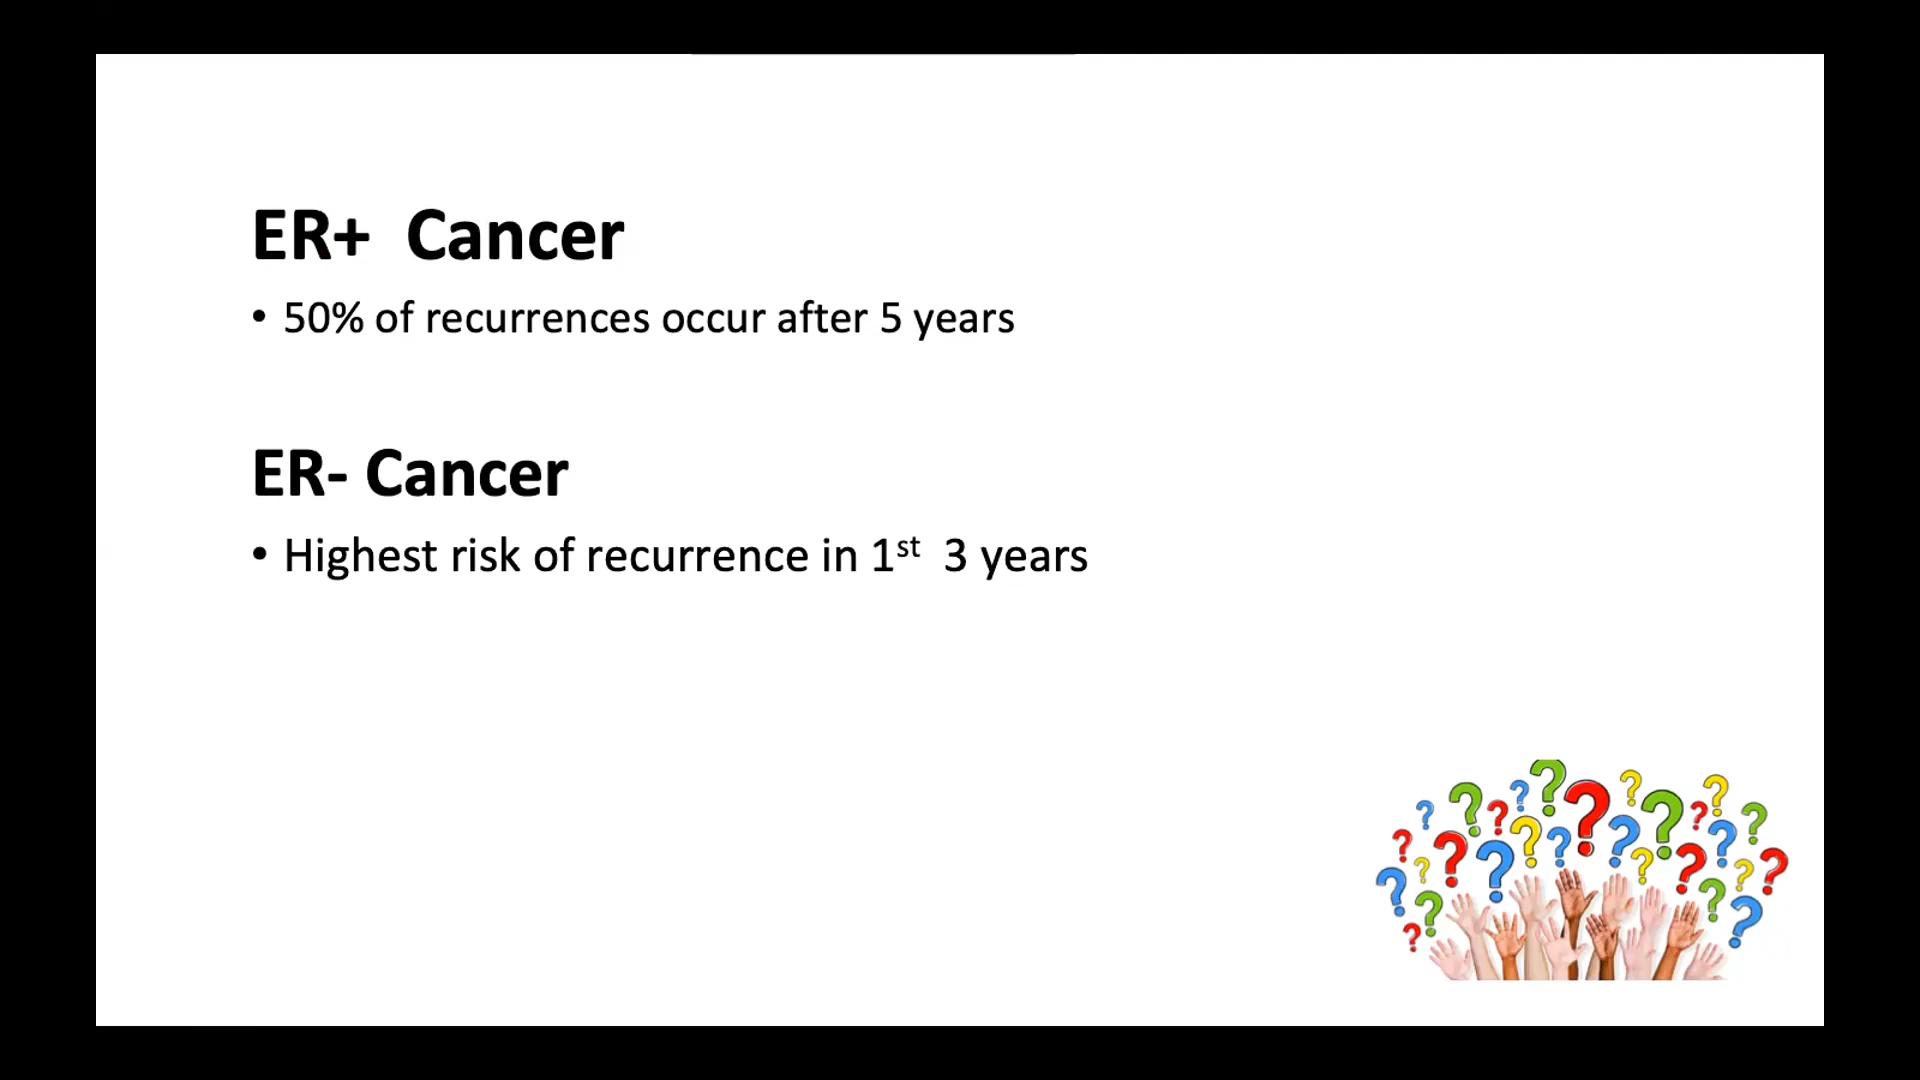 ER+  Cancer
• 50% of recurrences occur after 5 years
ER- Cancer
• Highest risk of recurrence in 1st  3 years